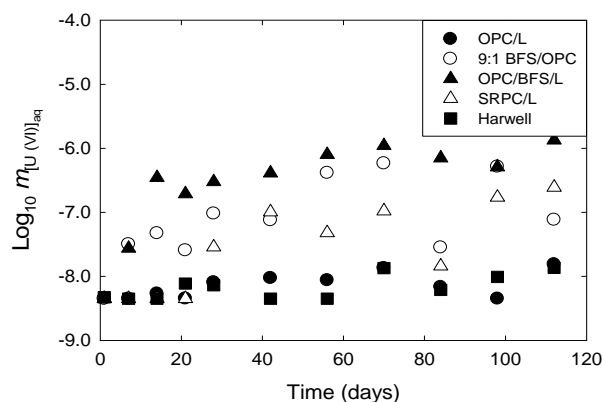 -4.0
-5.0
-6.0
-7.0
-8.0
-9.0
Log10 m[U (VI)]aq
OPC/L
9:1 BFS/OPC
OPC/BFS/L
SRPC/L
Harwell
0 20 40 60 80 100 120
Time (days)